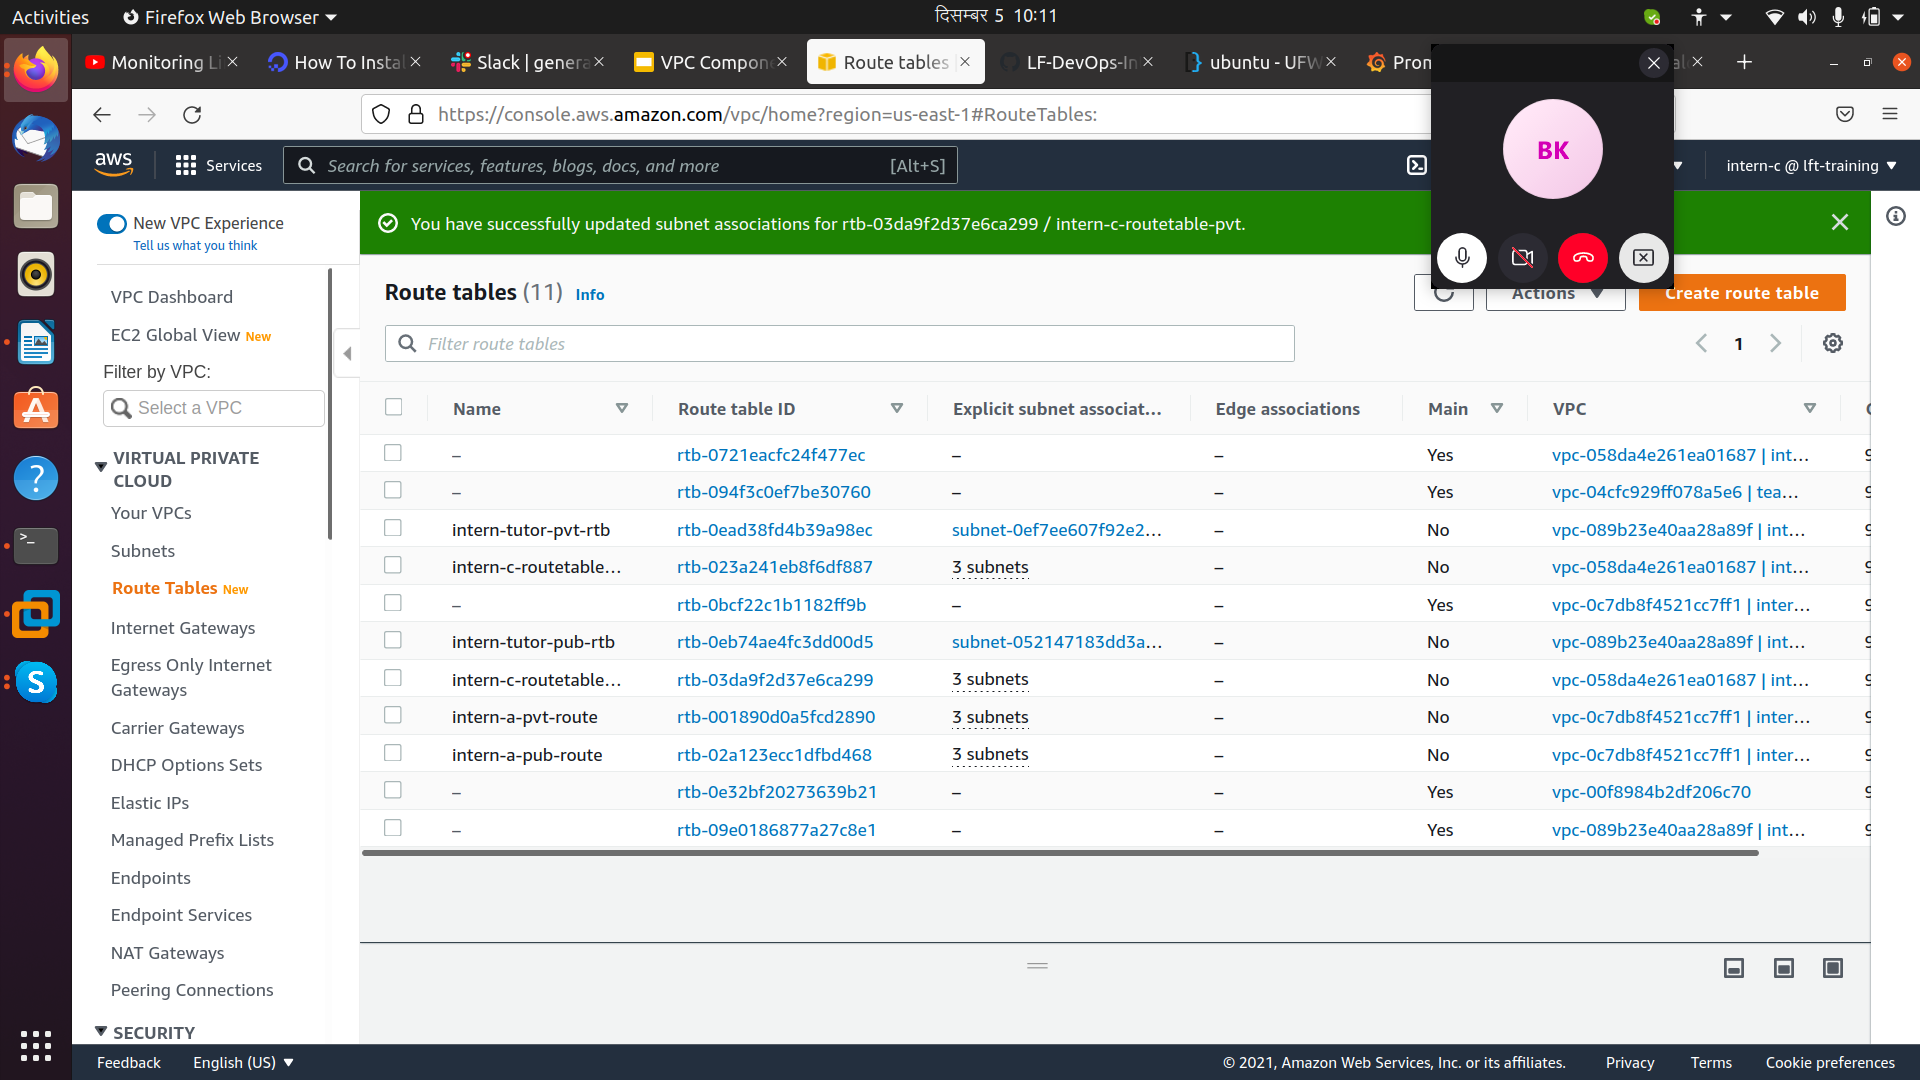 Activities
Firefox Web Browser
दिसम्बर 5 10:11
Monitoring Li
How To Instal
Slack | genera
VPC Compon
Route tables
LF-DevOps-In
ubuntu - UFW
Pron
https://console.aws.amazon.com/vpc/home?region=us-east-1#RouteTables:
BK
aws
Services
Search for services, features, blogs, docs, and more
[Alt+S]
intern-c @ lft-training
New VPC Experience
Tell us what you think
VPC Dashboard
EC2 Global View New
Filter by VPC:
Select a VPC
VIRTUAL PRIVATE
CLOUD
Your VPCs
Subnets
Route Tables New
Internet Gateways
Egress Only Internet
Gateways
Carrier Gateways
DHCP Options Sets
Elastic IPs
Managed Prefix Lists
Endpoints
Endpoint Services
NAT Gateways
Peering Connections
SECURITY
You have successfully updated subnet associations for rtb-03da9f2d37e6ca299 / intern-c-routetable-pvt.
Route tables (11) Info
Actions
Create route table
Filter route tables
1
Name Route table ID Explicit subnet associat... Edge associations Main VPC
– rtb-0721eacfc24f477ec – – Yes vpc-058da4e261ea01687 | int...
– rtb-094f3c0ef7be30760 – – Yes vpc-04cfc929ff078a5e6 | tea...
intern-tutor-pvt-rtb rtb-0ead38fd4b39a98ec subnet-0ef7ee607f92e2... – No vpc-089b23e40aa28a89f | int...
intern-c-routetable... rtb-023a241eb8f6df887 3 subnets – No vpc-058da4e261ea01687 | int...
– rtb-0bcf22c1b1182ff9b – – Yes vpc-0c7db8f4521cc7ff1 | inter...
intern-tutor-pub-rtb rtb-0eb74ae4fc3dd00d5 subnet-052147183dd3a... – No vpc-089b23e40aa28a89f | int...
intern-c-routetable... rtb-03da9f2d37e6ca299 3 subnets – No vpc-058da4e261ea01687 | int...
intern-a-pvt-route rtb-001890d0a5fcd2890 3 subnets – No vpc-0c7db8f4521cc7ff1 | inter...
intern-a-pub-route rtb-02a123ecc1dfbd468 3 subnets – No vpc-0c7db8f4521cc7ff1 | inter...
– rtb-0e32bf20273639b21 – – Yes vpc-00f8984b2df206c70
– rtb-09e0186877a27c8e1 – – Yes vpc-089b23e40aa28a89f | int...
Feedback
English (US)
© 2021, Amazon Web Services, Inc. or its affiliates.
Privacy
Terms
Cookie preferences